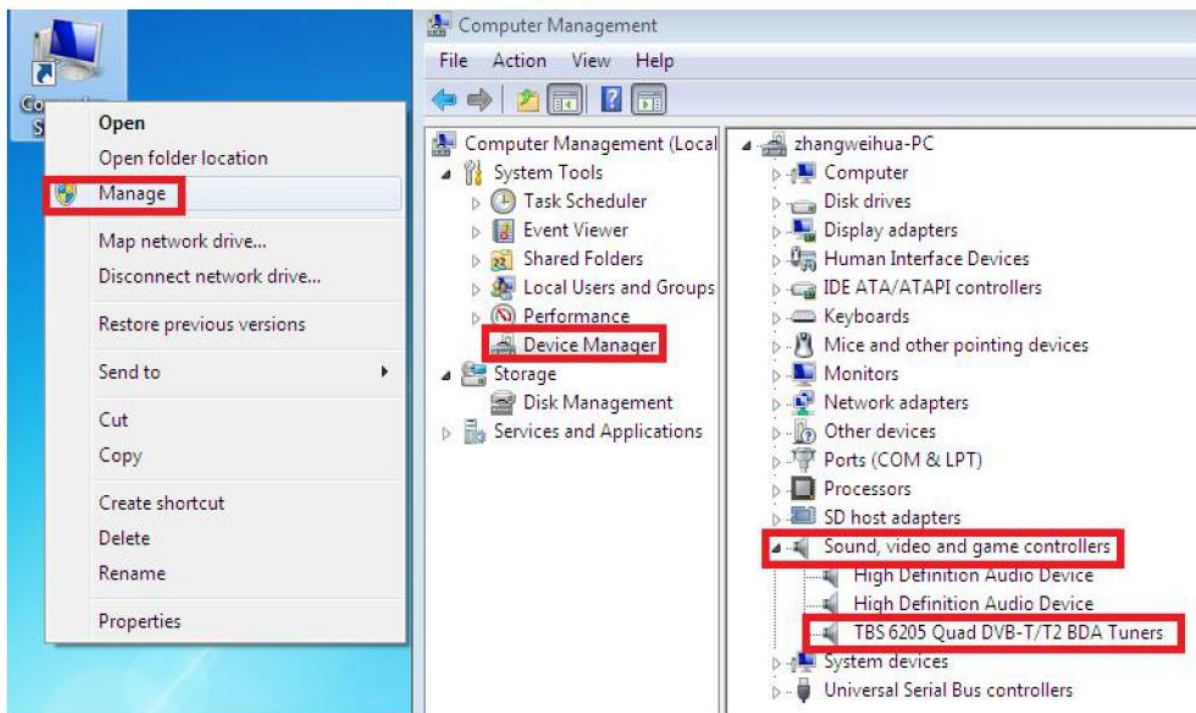 Open
Open folder location
Manage
Map network drive...
Disconnect network drive...
Restore previous versions
Send to
Cut
Copy
Create shortcut
Delete
Rename
Properties
Computer Management
File Action View Help
Computer Management (Local
System Tools
Task Scheduler
Event Viewer
Shared Folders
Local Users and Groups
Performance
Device Manager
Storage
Disk Management
Services and Applications
zhangweihua-PC
Computer
Disk drives
Display adapters
Human Interface Devices
IDE ATA/ATAPI controllers
Keyboards
Mice and other pointing devices
Monitors
Network adapters
Other devices
Ports (COM & LPT)
Processors
SD host adapters
Sound, video and game controllers
High Definition Audio Device
High Definition Audio Device
TBS 6205 Quad DVB-T/T2 BDA Tuners
System devices
Universal Serial Bus controllers